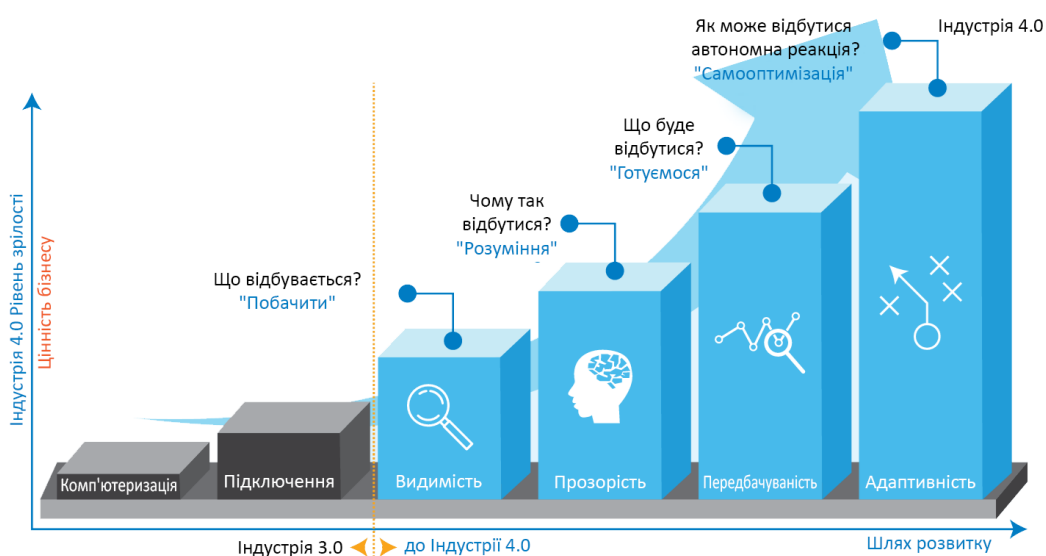 Як може відбутися
автономна реакція?
"Самооптимізація"
Індустрія 4.0
Що буде
відбутися?
"Готуємося"
Чому так
відбутися?
"Розуміння"
Що відбувається?
"Побачити"
Індустрія 4.0 Рівень зрілості
Цінність бізнесу
Комп'ютеризація
Підключення
Видимість
Прозорість
Передбачуваність
Адаптивність
Індустрія 3.0
до Індустрії 4.0
Шлях розвитку